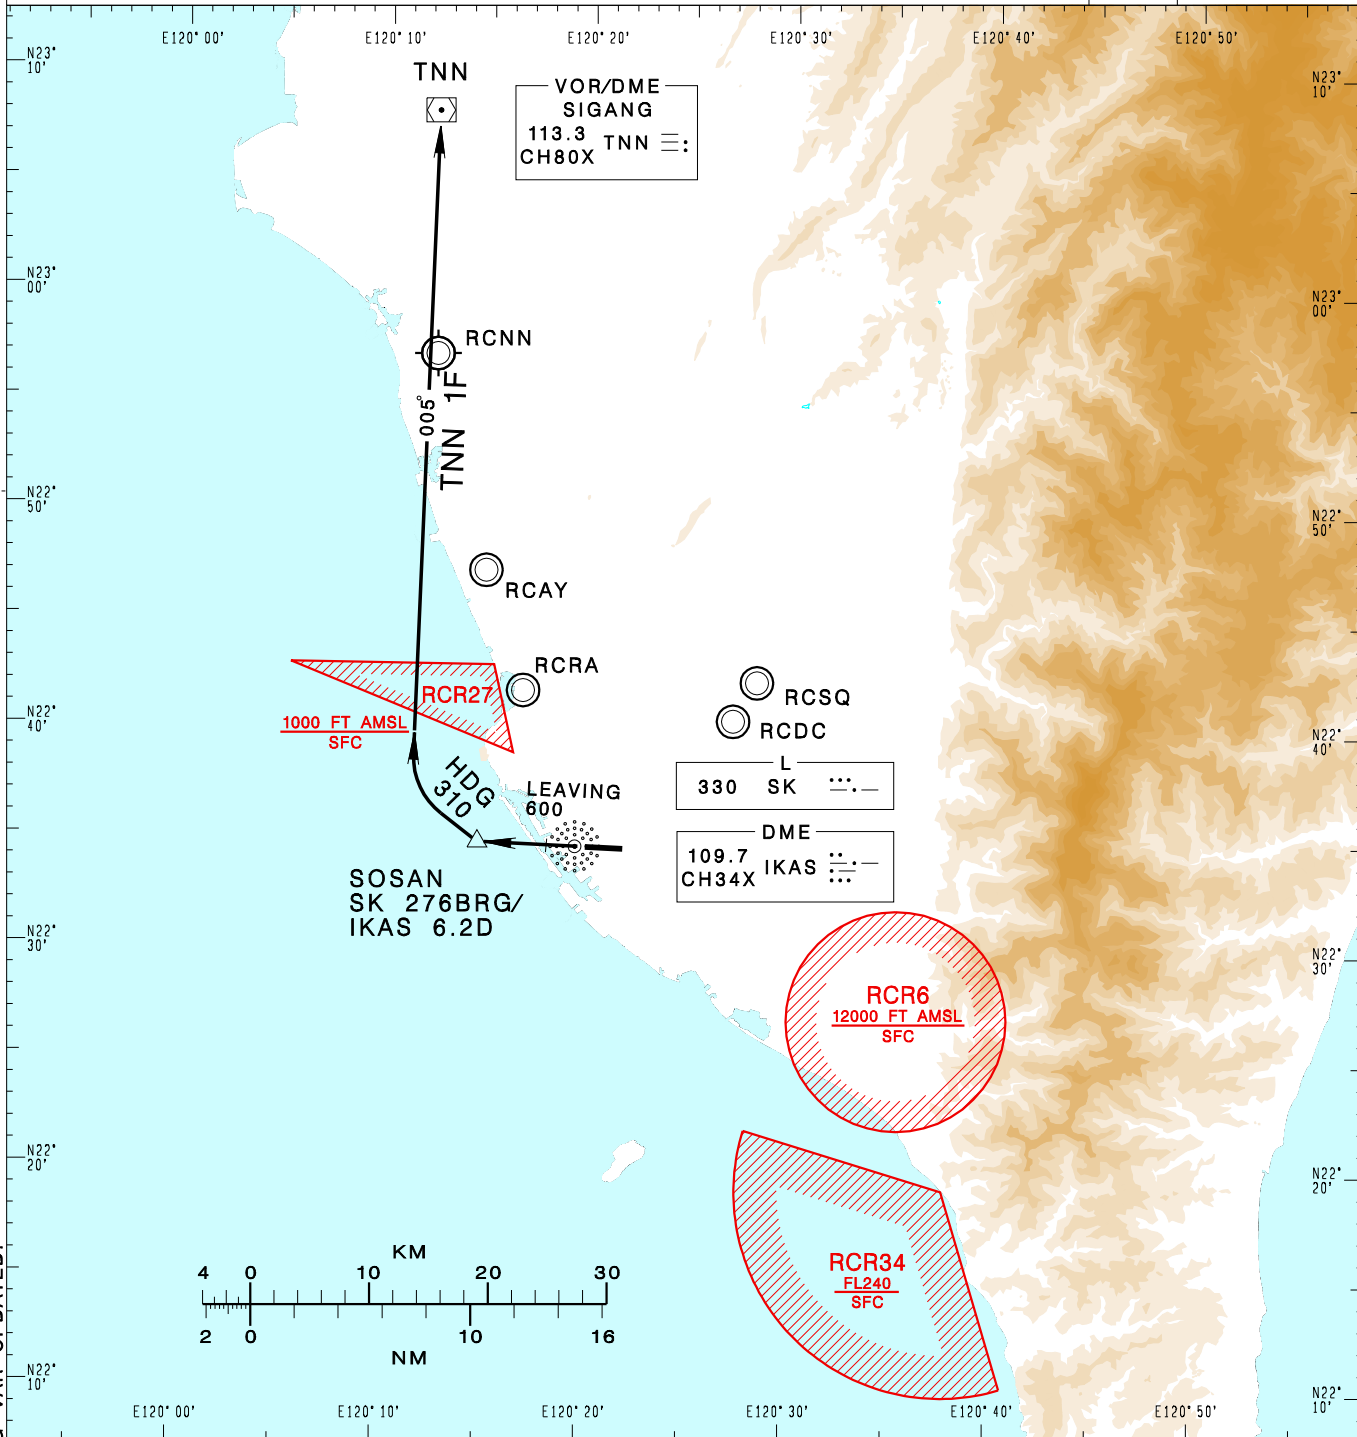 E120° 00'
E120° 10'
E120° 20'
E120° 30'
E120° 40'
E120° 50'
N23°
10'
N23°
10'
TNN
VOR/DME
SIGANG
113.3
CH80X
TNN
N23°
00'
N23°
00'
RCNN
005°
TNN 1F
N22°
50'
N22°
50'
RCAY
RCRA
RCR27
1000 FT AMSL
SFC
RCSQ
RCDC
N22°
40'
N22°
40'
HDG
310
LEAVING
600
L
330 SK
DME
109.7
CH34X
IKAS
SOSAN
SK 276BRG/
IKAS 6.2D
N22°
30'
N22°
30'
RCR6
12000 FT AMSL
SFC
N22°
20'
N22°
20'
RCR34
FL240
SFC
KM
4 0 10 20 30
2 0 10 16
NM
N22°
10'
N22°
10'
E120° 00'
E120° 10'
E120° 20'
E120° 30'
E120° 40'
E120° 50'